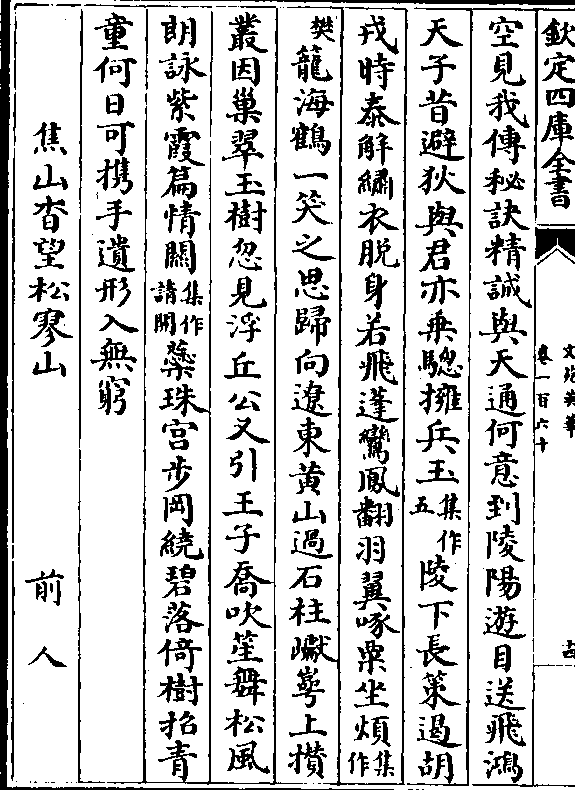 欽定四庫全書
文苑英華
卷一百六十
空見我傳秘訣精誠與天通何意到陵陽遊目送飛鴻
天子昔避狄與君亦乗驄擁兵玉集作五陵下長策遏胡
戎時泰解繡衣脱身若飛蓬鸞鳳翻羽翼啄粟坐煩集作
樊籠海鶴一笑之思歸向遼東黄山過石柱巘崿上攢
叢因巢翠玉樹忽見浮丘公又引王子喬吹笙舞松風
朗詠紫霞篇情闗集作請開蘂珠宫步岡繞碧落倚樹招青
童何日可携手遺形入無窮
焦山杳望松寥山　前人